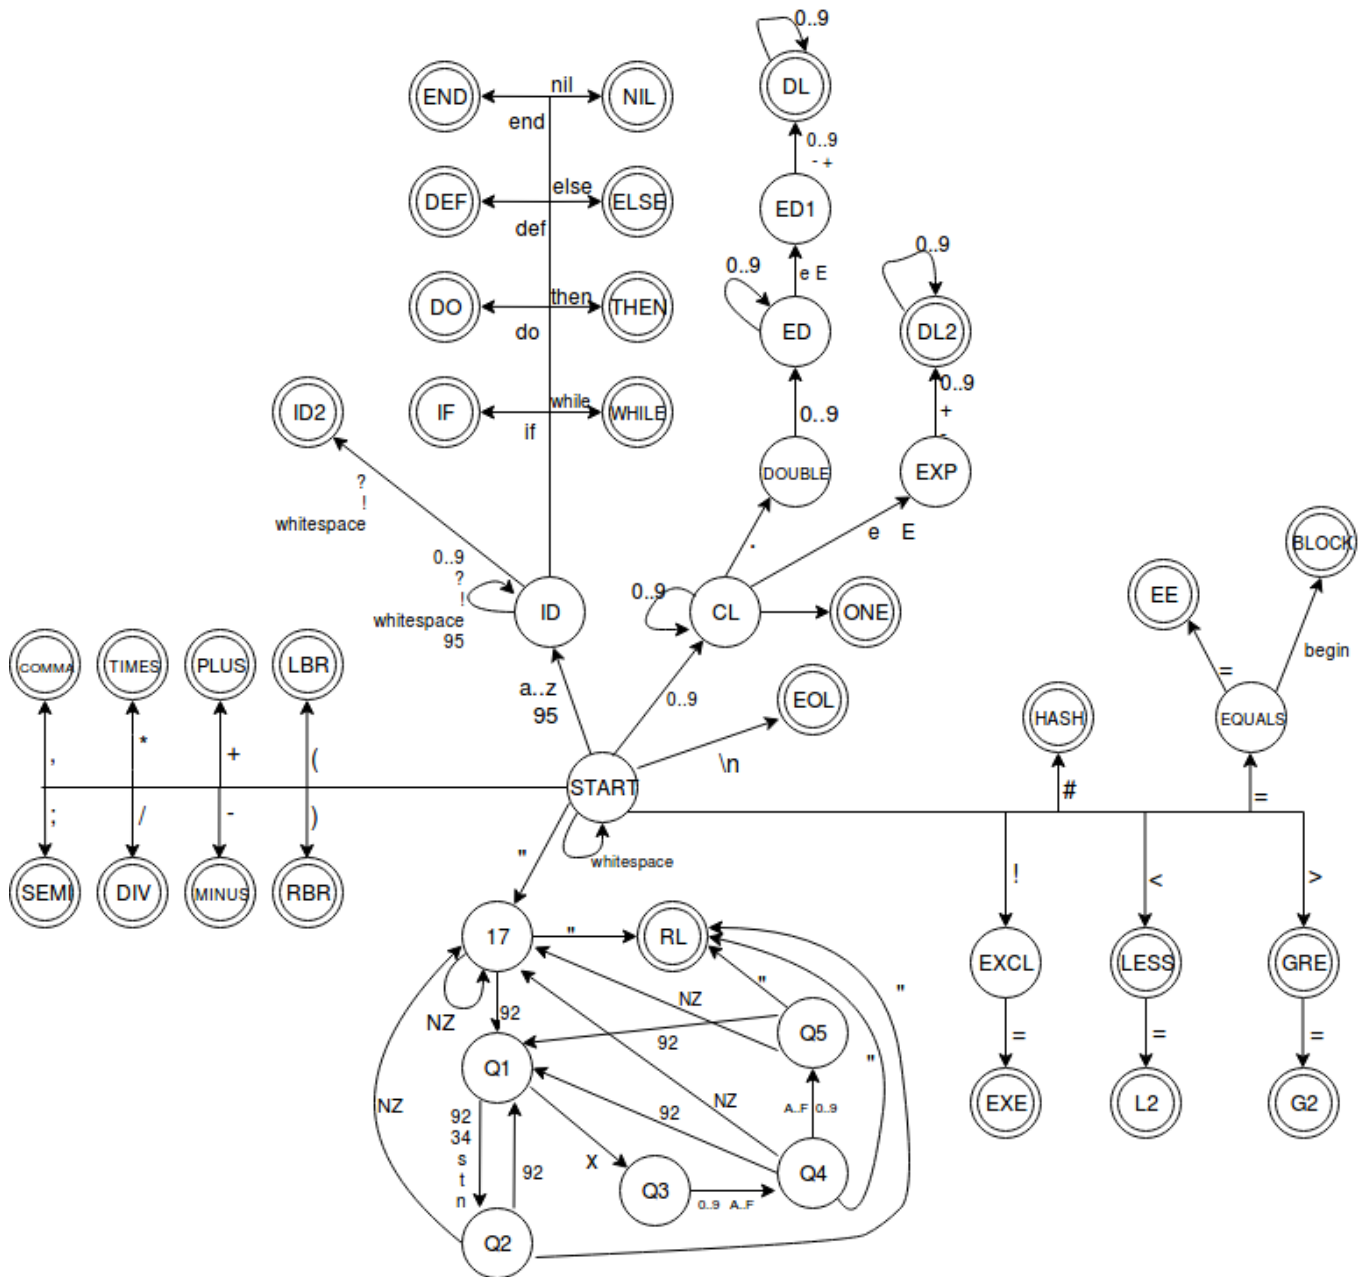 0..9
END
nil
NIL
DL
end
0..9
- +
DEF
else
ELSE
ED1
def
0..9
0..9
e E
DO
then
THEN
ED
DL2
do
0..9
ID2
IF
while
WHILE
0..9
+
-
if
DOUBLE
EXP
?
!
whitespace
.
e E
BLOCK
0..9
?
!
whitespace
95
ID
0..9
CL
ONE
EE
COMMA
TIMES
PLUS
LBR
begin
=
a..z
95
0..9
EOL
HASH
EQUALS
,
*
+
(
\n
START
#
=
;
/
-
)
"
whitespace
SEMI
DIV
MINUS
RBR
!
<
>
17
"
RL
EXCL
LESS
GRE
NZ
92
NZ
"
"
Q5
92
=
=
=
Q1
"
NZ
92
34
s
t
n
92
NZ
92
A..F 0..9
EXE
L2
G2
x
Q3
0..9 A..F
Q4
Q2